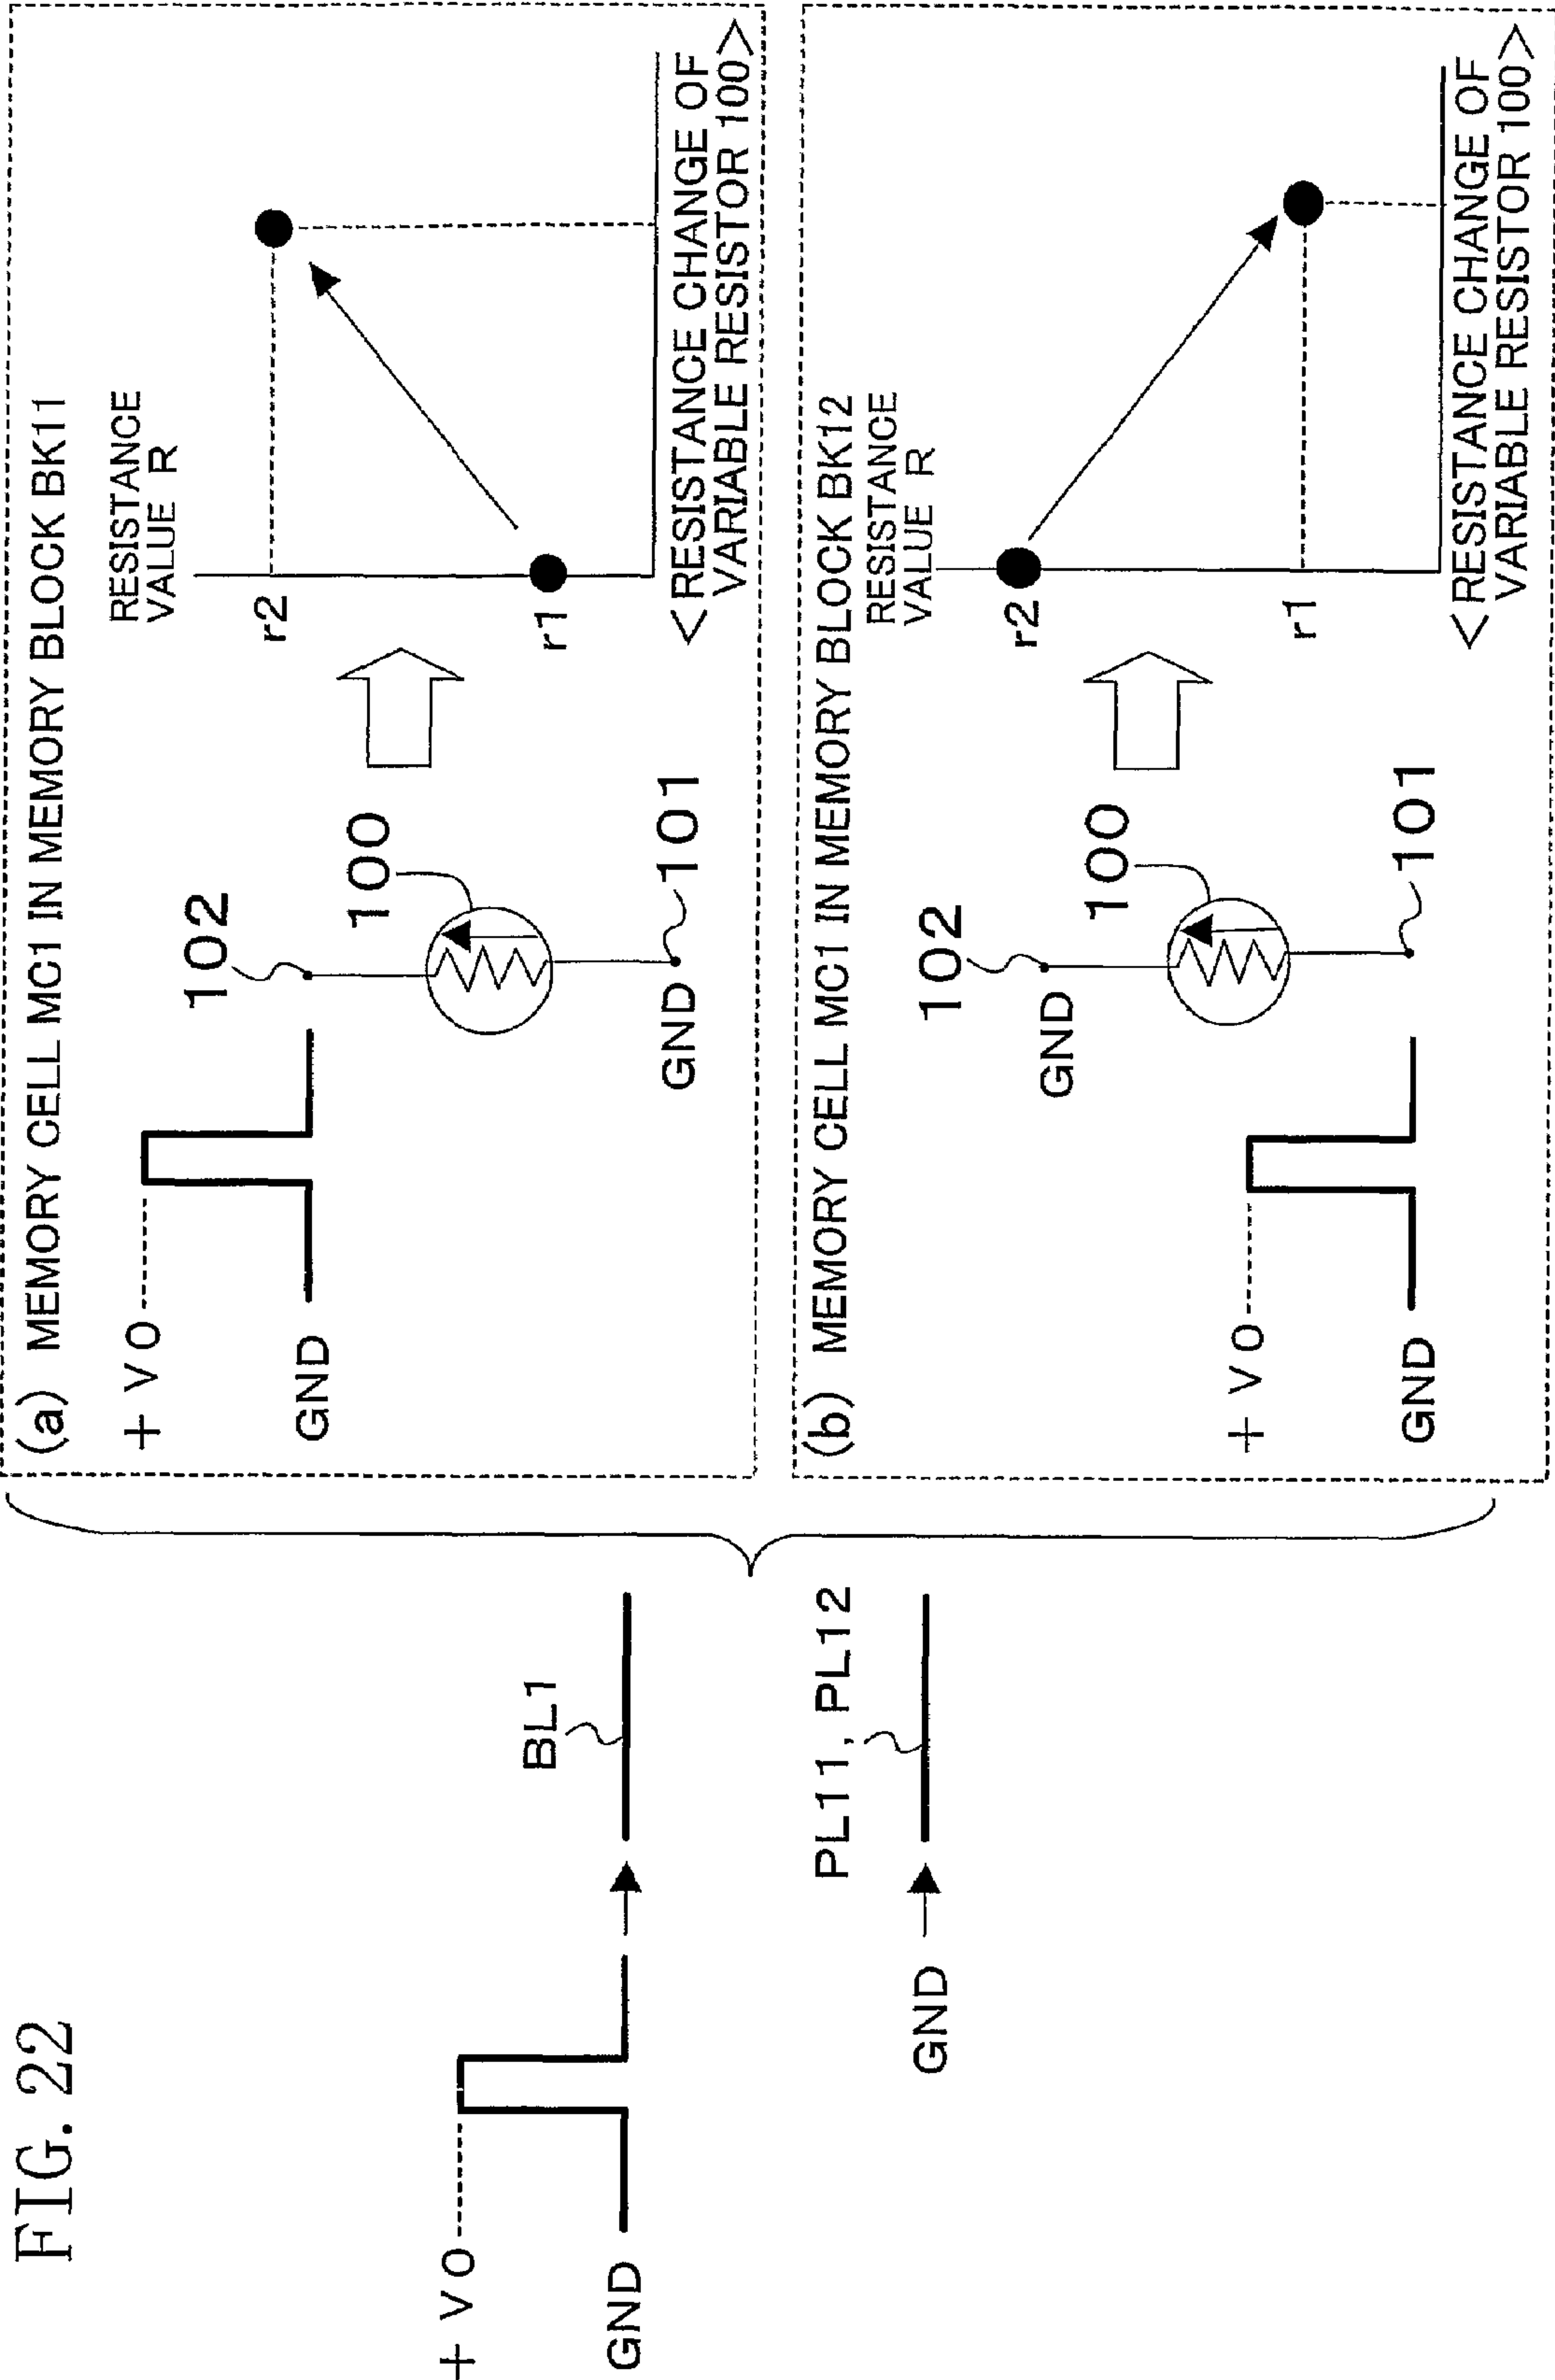 FIG. 22
+V0
GND
BL1
GND
PL11, PL12
(a) MEMORY CELL MC1 IN MEMORY BLOCK BK11
+V0
GND
102
100
GND
101
RESISTANCE
VALUE R
r2
r1
<RESISTANCE CHANGE OF
VARIABLE RESISTOR 100>
(b) MEMORY CELL MC1 IN MEMORY BLOCK BK12
+V0
GND
102
GND
100
101
RESISTANCE
VALUE R
r2
r1
<RESISTANCE CHANGE OF
VARIABLE RESISTOR 100>